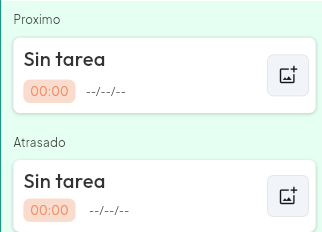 Proximo
Sin tarea
00:00 --/--/--
Atrasado
Sin tarea
00:00 --/--/--